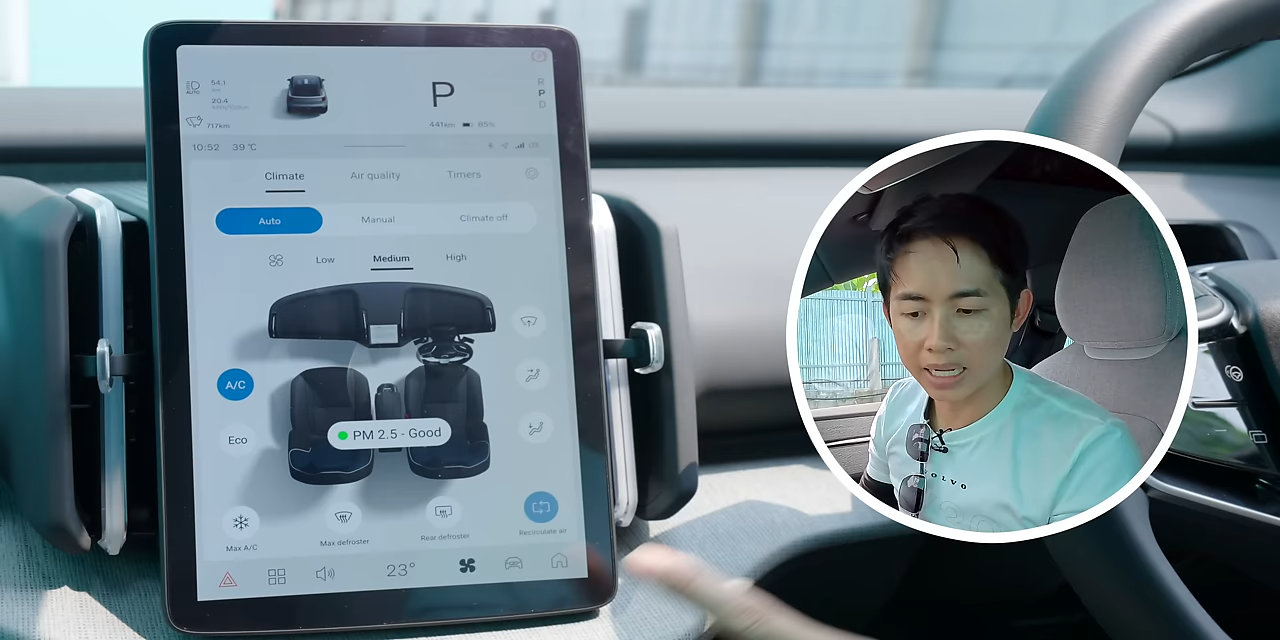 54.1
P
R
AUTO
20.4
P
D
717km
441km
85%
10:52 39°C
Climate Air quality Timers
Auto Manual Climate off
Low Medium High
A/C
Eco
PM 2.5 - Good
Max A/C Max defroster Rear defroster Recirculate air
23°
VOLVO